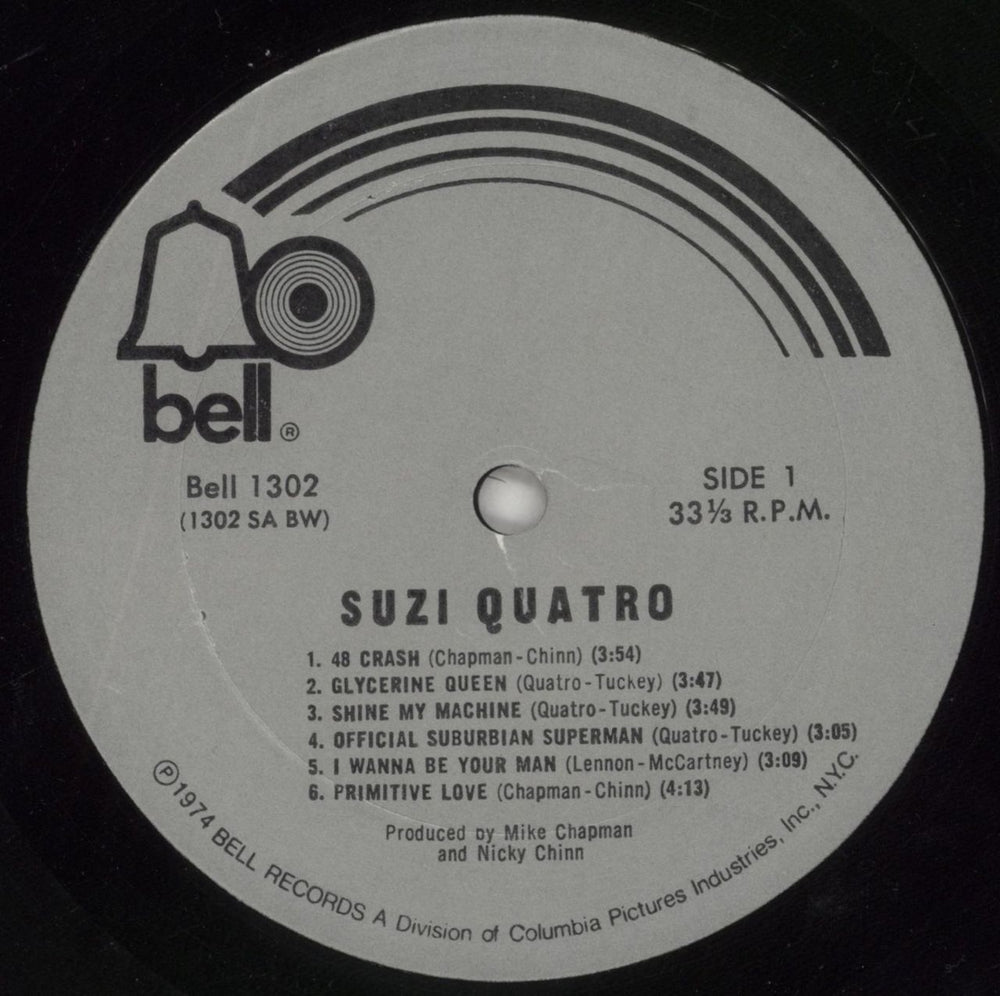 bell®
Bell 1302
(1302 SA BW)
SIDE 1
33⅓ R.P.M.
SUZI QUATRO
1. 48 CRASH (Chapman-Chinn) (3:54)
2. GLYCERINE QUEEN (Quatro-Tuckey) (3:47)
3. SHINE MY MACHINE (Quatro-Tuckey) (3:49)
4. OFFICIAL SUBURBIAN SUPERMAN (Quatro-Tuckey) (3:05)
5. I WANNA BE YOUR MAN (Lennon-McCartney) (3:09)
6. PRIMITIVE LOVE (Chapman-Chinn) (4:13)
Produced by Mike Chapman
and Nicky Chinn
℗1974 BELL RECORDS A Division of Columbia Pictures Industries, Inc., N.Y.C.